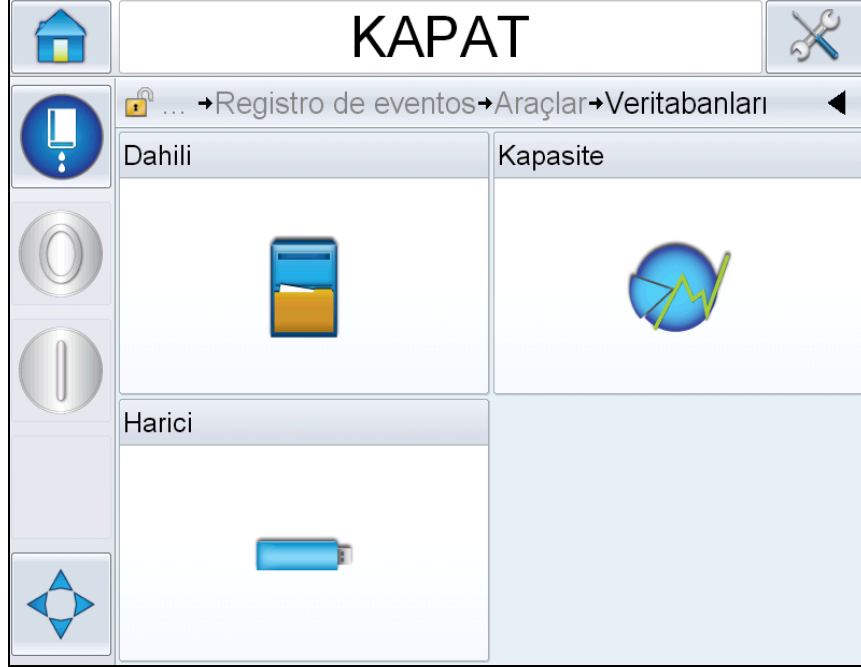 KAPAT
... →Registro de eventos→Araçlar→Veritabanları
Dahili
Kapasite
Harici